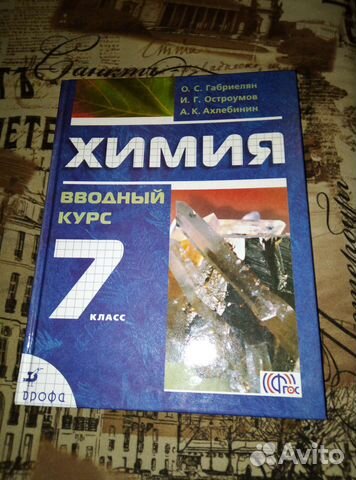 О. С. Габриелян
И. Г. Остроумов
А. К. Ахлебинин
ХИМИЯ
ВВОДНЫЙ
КУРС
7
КЛАСС
дрофа
ФГОС
Avito